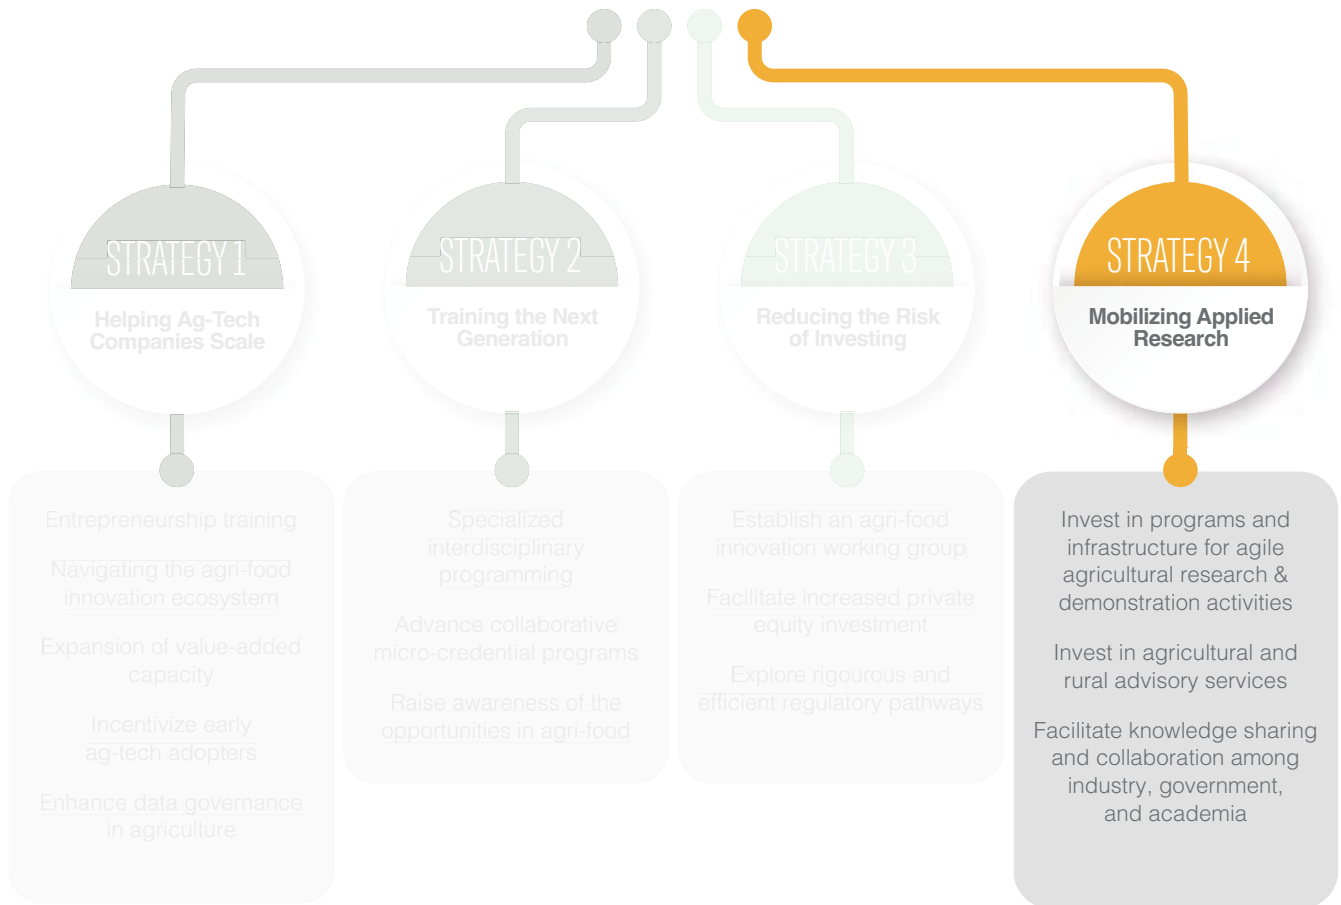 STRATEGY 1
Helping Ag-Tech
Companies Scale
Entrepreneurship training
Navigating the agri-food
innovation ecosystem
Expansion of value-added
capacity
Incentivize early
ag-tech adopters
Enhance data governance
in agriculture
STRATEGY 2
Training the Next
Generation
Specialized
interdisciplinary
programming
Advance collaborative
micro-credential programs
Raise awareness of the
opportunities in agri-food
STRATEGY 3
Reducing the Risk
of Investing
Establish an agri-food
innovation working group
Facilitate increased private
equity investment
Explore rigourous and
efficient regulatory pathways
STRATEGY 4
Mobilizing Applied
Research
Invest in programs and
infrastructure for agile
agricultural research &
demonstration activities
Invest in agricultural and
rural advisory services
Facilitate knowledge sharing
and collaboration among
industry, government,
and academia